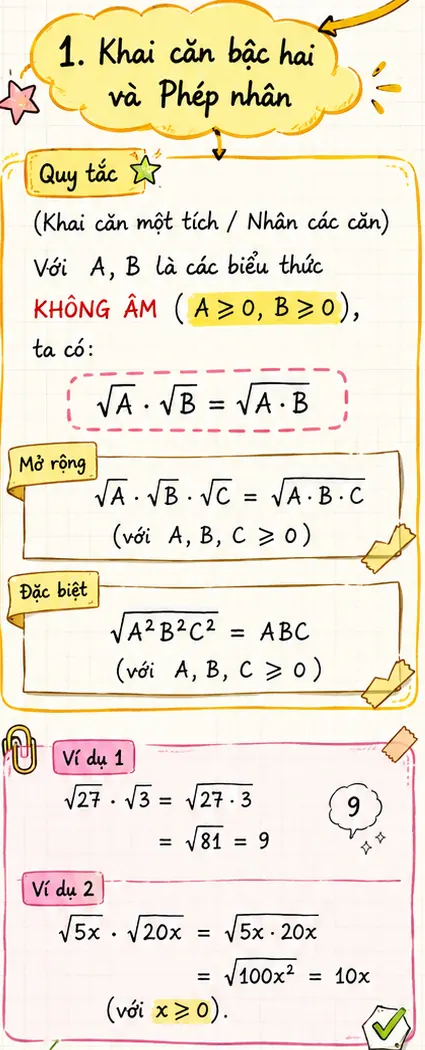 1. Khai căn bậc hai
và Phép nhân
Quy tắc
(Khai căn một tích / Nhân các căn)
Với A, B là các biểu thức
KHÔNG ÂM (A ⩾ 0, B ⩾ 0),
ta có:
√A · √B = √(A · B)
Mở rộng
√A · √B · √C = √(A · B · C)
(với A, B, C ⩾ 0)
Đặc biệt
√(A²B²C²) = ABC
(với A, B, C ⩾ 0)
Ví dụ 1
√27 · √3 = √(27 · 3)
= √81 = 9
9
Ví dụ 2
√(5x) · √(20x) = √(5x · 20x)
= √(100x²) = 10x
(với x ⩾ 0).